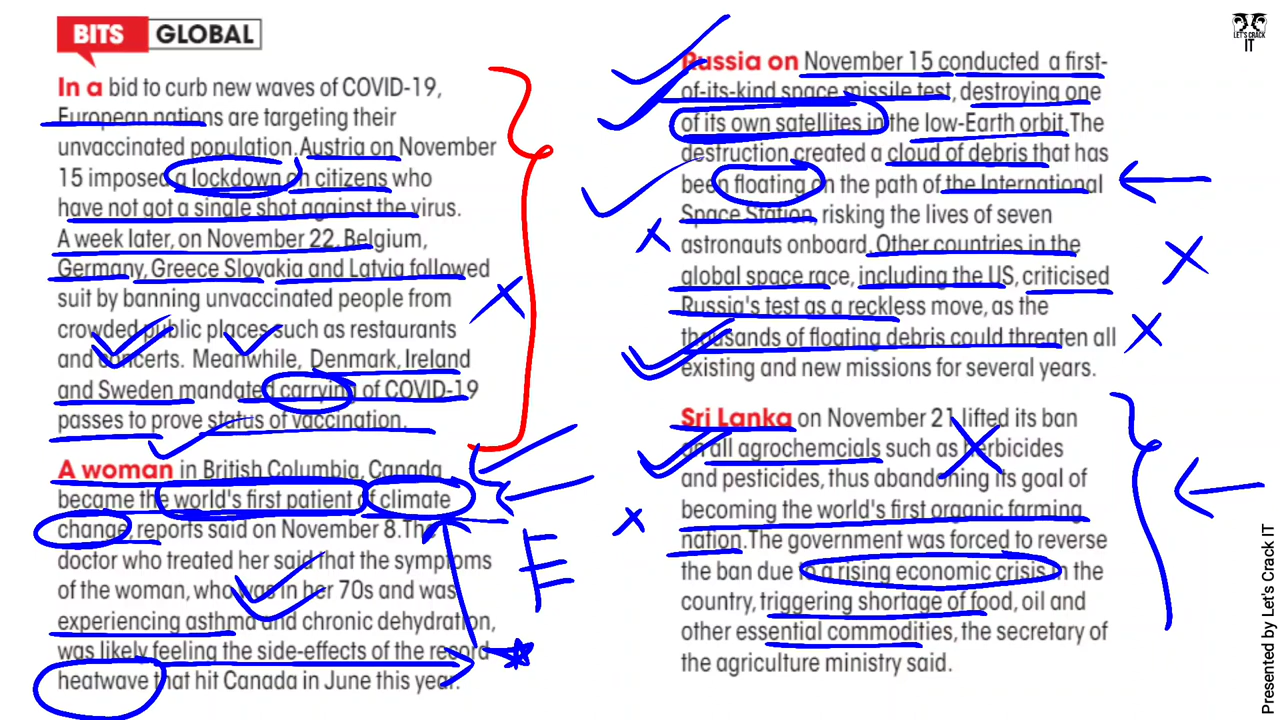 BITS GLOBAL
In a bid to curb new waves of COVID-19,
European nations are targeting their
unvaccinated population. Austria on November
15 imposed a lockdown on citizens who
have not got a single shot against the virus.
A week later, on November 22, Belgium,
Germany, Greece Slovakia and Latvia followed
suit by banning unvaccinated people from
crowded public places such as restaurants
and concerts. Meanwhile, Denmark, Ireland
and Sweden mandated carrying of COVID-19
passes to prove status of vaccination.
A woman in British Columbia, Canada
became the world's first patient of climate
change, reports said on November 8. The
doctor who treated her said that the symptoms
of the woman, who was in her 70s and was
experiencing asthma and chronic dehydration,
was likely feeling the side-effects of the record
heatwave that hit Canada in June this year.
Russia on November 15 conducted a first-
of-its-kind space missile test, destroying one
of its own satellites in the low-Earth orbit. The
destruction created a cloud of debris that has
been floating on the path of the International
Space Station, risking the lives of seven
astronauts onboard. Other countries in the
global space race, including the US, criticised
Russia's test as a reckless move, as the
thousands of floating debris could threaten all
existing and new missions for several years.
Sri Lanka on November 21 lifted its ban
on all agrochemcials such as herbicides
and pesticides, thus abandoning its goal of
becoming the world's first organic farming
nation. The government was forced to reverse
the ban due to a rising economic crisis in the
country, triggering shortage of food, oil and
other essential commodities, the secretary of
the agriculture ministry said.
LET'S CRACK
IT
Presented by Let's Crack IT